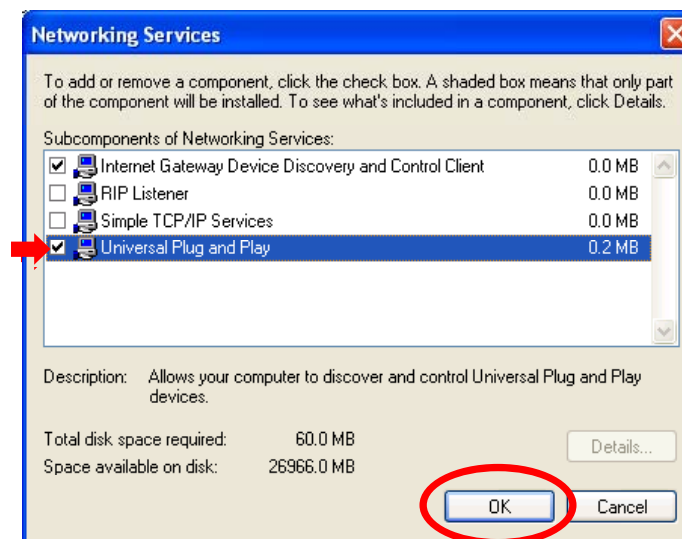 Networking Services
To add or remove a component, click the check box. A shaded box means that only part
of the component will be installed. To see what's included in a component, click Details.
Subcomponents of Networking Services:
Internet Gateway Device Discovery and Control Client 0.0 MB
RIP Listener 0.0 MB
Simple TCP/IP Services 0.0 MB
Universal Plug and Play 0.2 MB
Description: Allows your computer to discover and control Universal Plug and Play
devices.
Total disk space required: 60.0 MB
Details...
Space available on disk: 26966.0 MB
OK Cancel